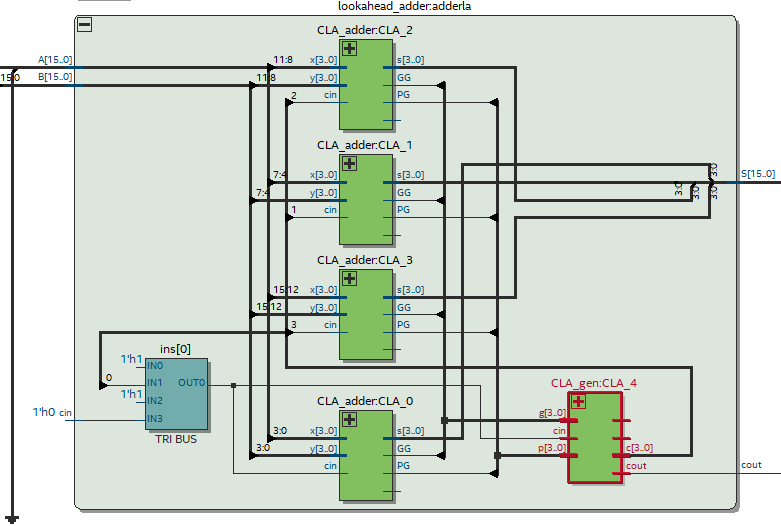 lookahead_adder:adderla
CLA_adder:CLA_2
A[15..0]
11:8
x[3..0]
s[3..0]
15:0
B[15..0]
11:8
y[3..0]
GG
2
cin
PG
CLA_adder:CLA_1
7:4
x[3..0]
s[3..0]
3:0
S[15..0]
7:4
y[3..0]
GG
3:0
3:0
3:0
1
cin
PG
CLA_adder:CLA_3
15:12
x[3..0]
s[3..0]
15:12
y[3..0]
GG
3
cin
PG
ins[0]
1'h1
IN0
0
IN1
OUT0
1'h1
IN2
1'h0
cin
IN3
TRI BUS
CLA_adder:CLA_0
3:0
x[3..0]
s[3..0]
3:0
y[3..0]
GG
cin
PG
CLA_gen:CLA_4
g[3..0]
cin
p[3..0]
c[3..0]
cout
cout